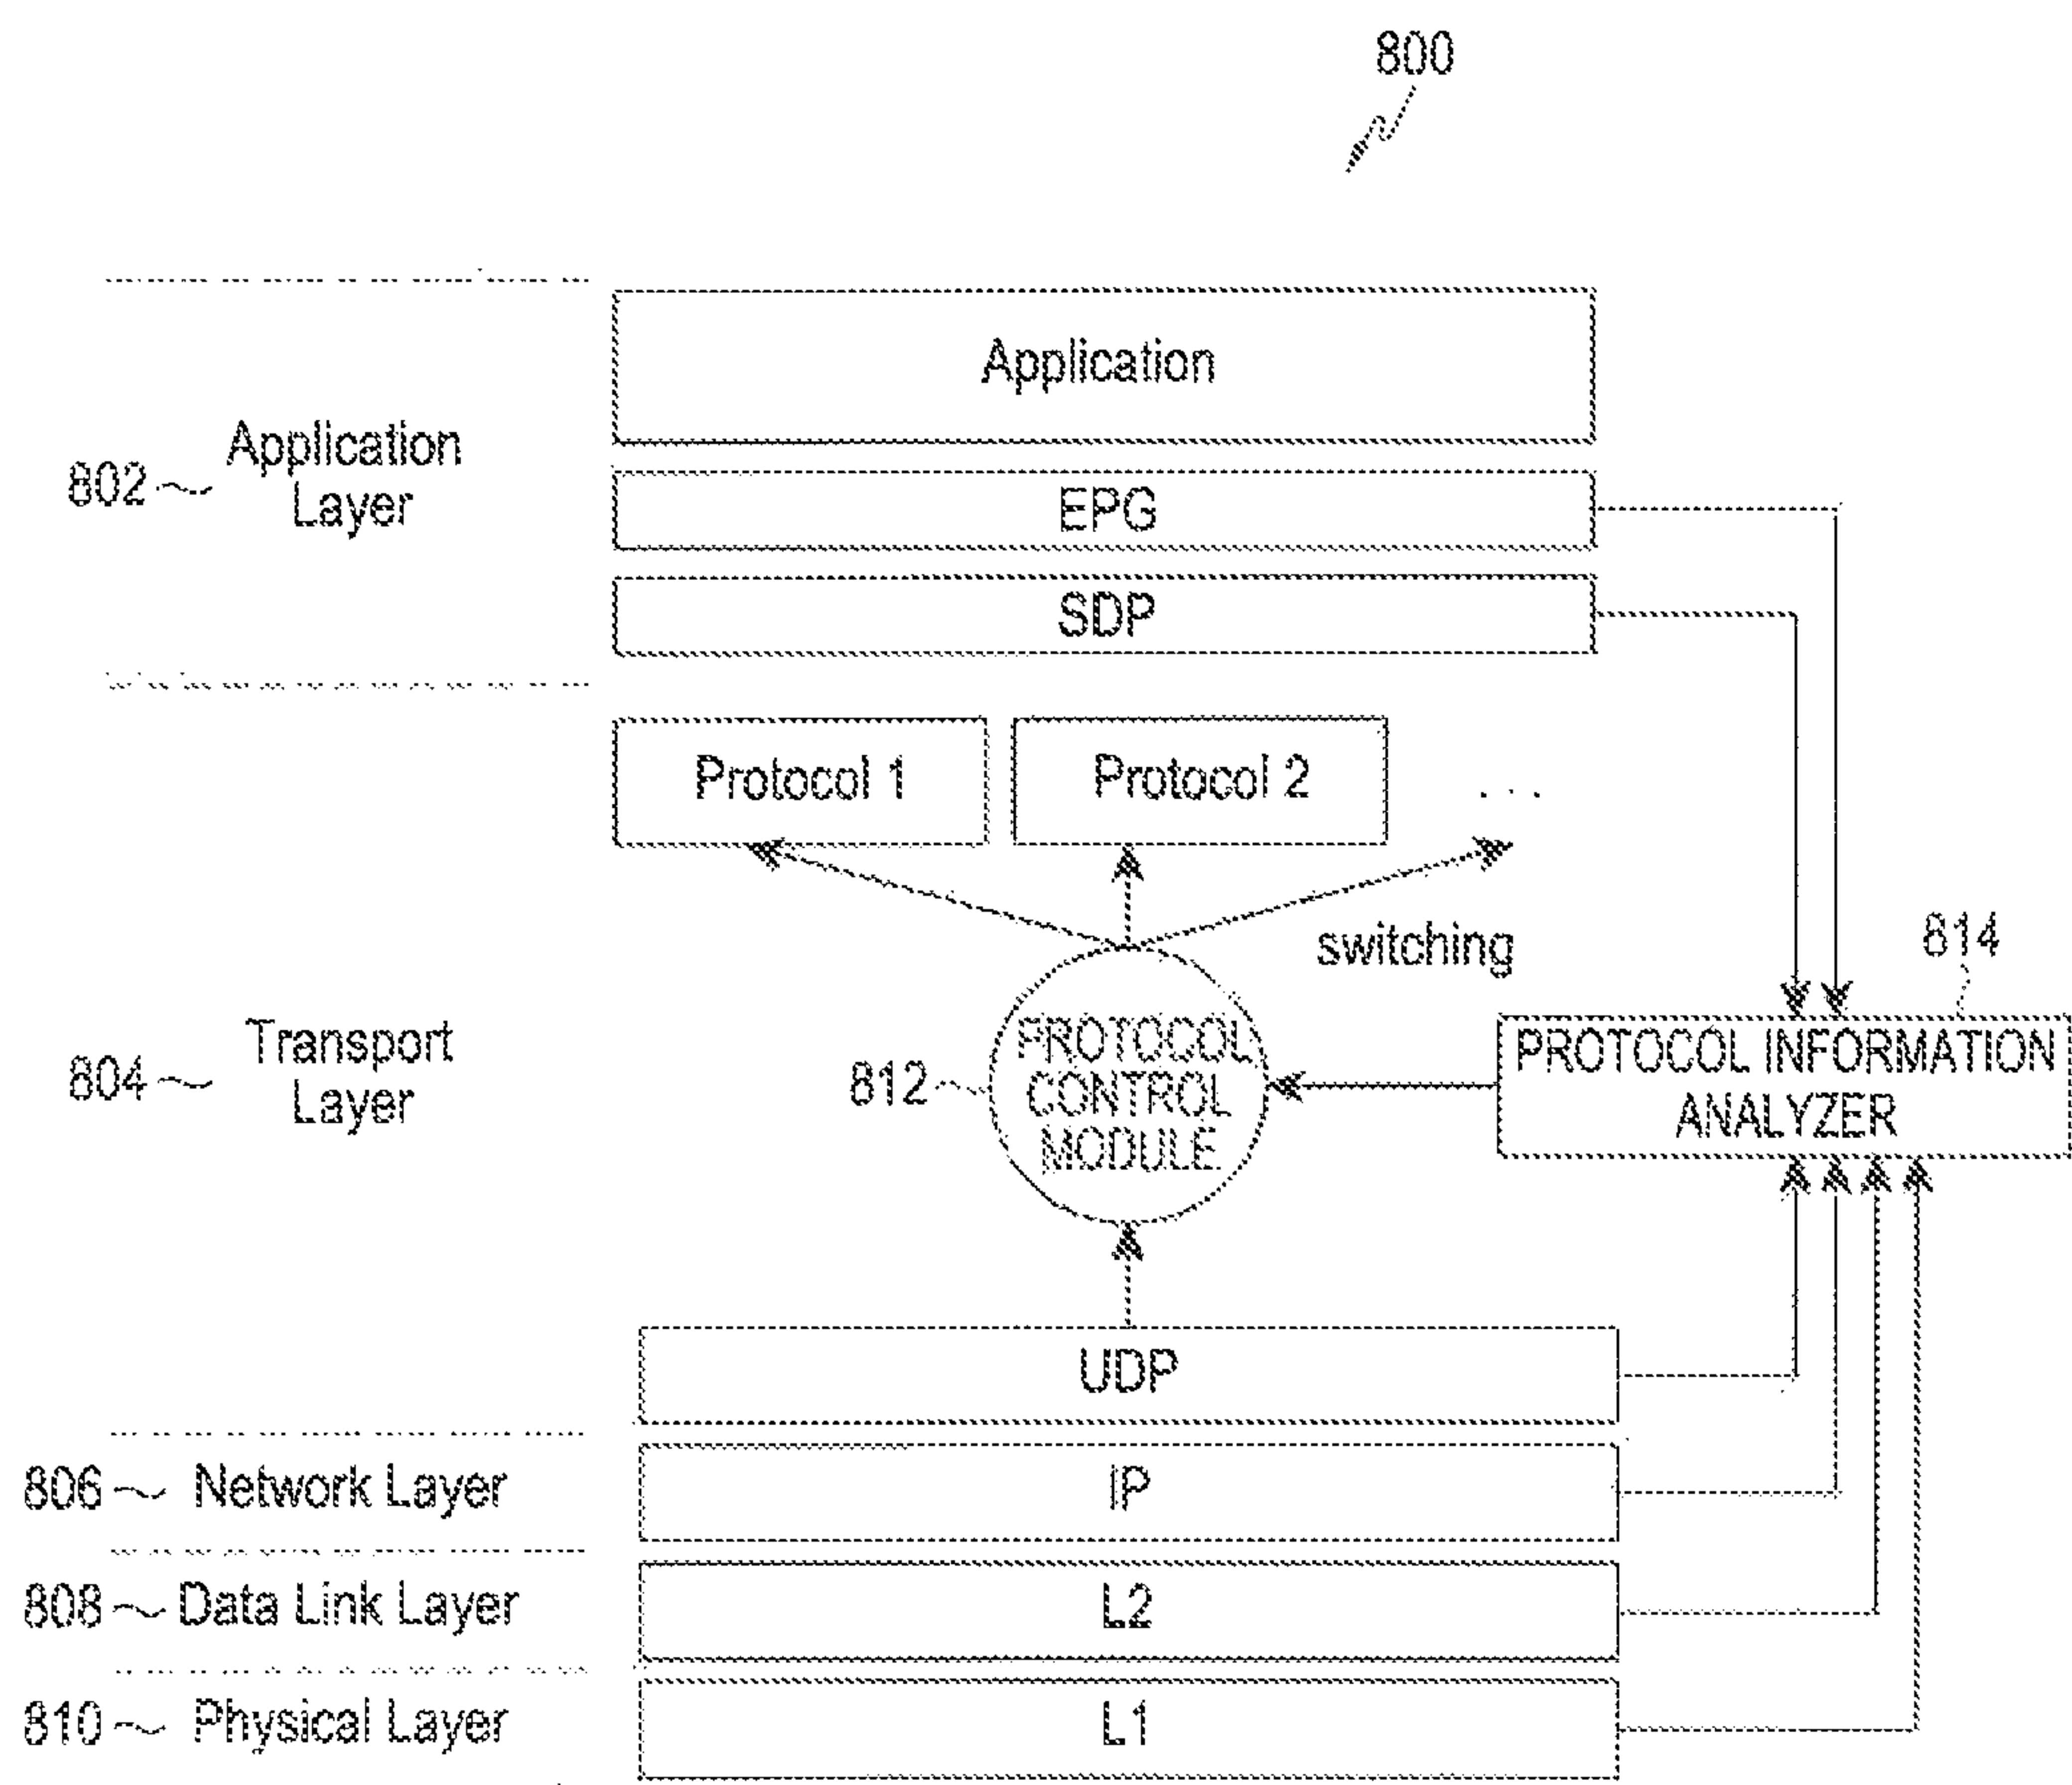 800
Application
Application
Layer
802
EPG
SDP
Protocol 1
Protocol 2
...
switching
814
Transport
Layer
804
812
PROTOCOL
CONTROL
MODULE
PROTOCOL INFORMATION
ANALYZER
UDP
806
Network Layer
IP
808
Data Link Layer
L2
810
Physical Layer
L1